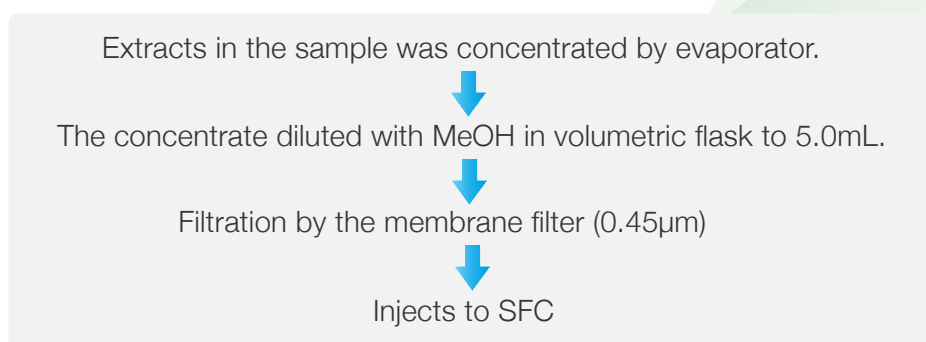 Extracts in the sample was concentrated by evaporator.
The concentrate diluted with MeOH in volumetric flask to 5.0mL.
Filtration by the membrane filter (0.45μm)
Injects to SFC